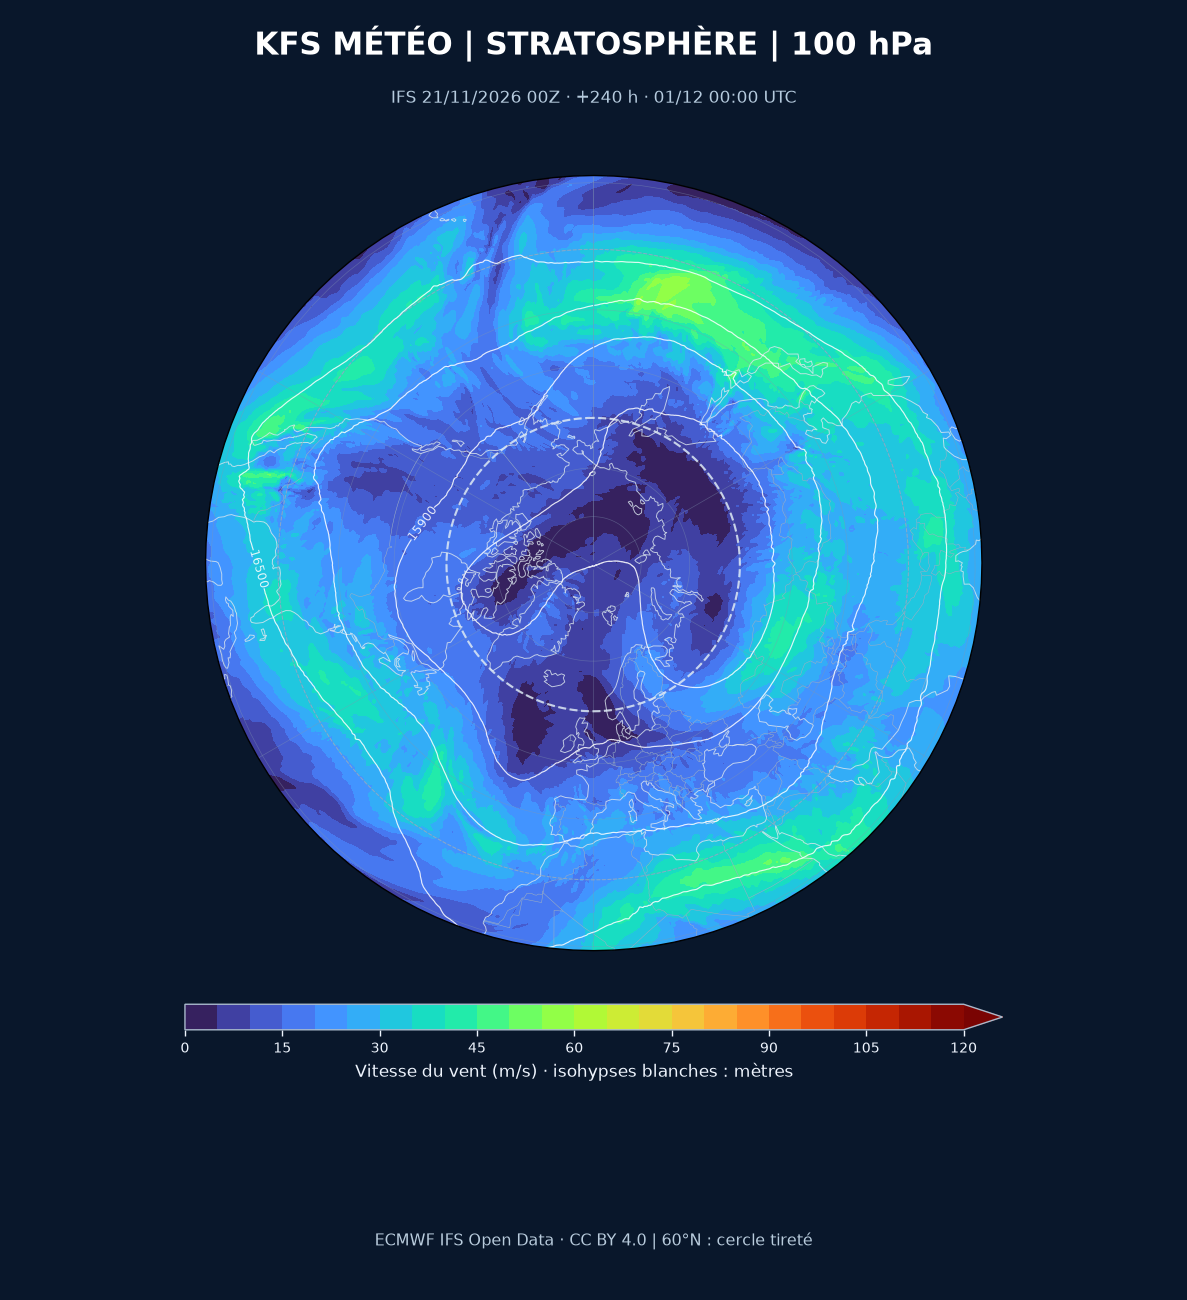 KFS MÉTÉO | STRATOSPHÈRE | 100 hPa
IFS 21/11/2026 00Z · +240 h · 01/12 00:00 UTC
15900
16500
0 15 30 45 60 75 90 105 120
Vitesse du vent (m/s) · isohypses blanches : mètres
ECMWF IFS Open Data · CC BY 4.0 | 60°N : cercle tireté